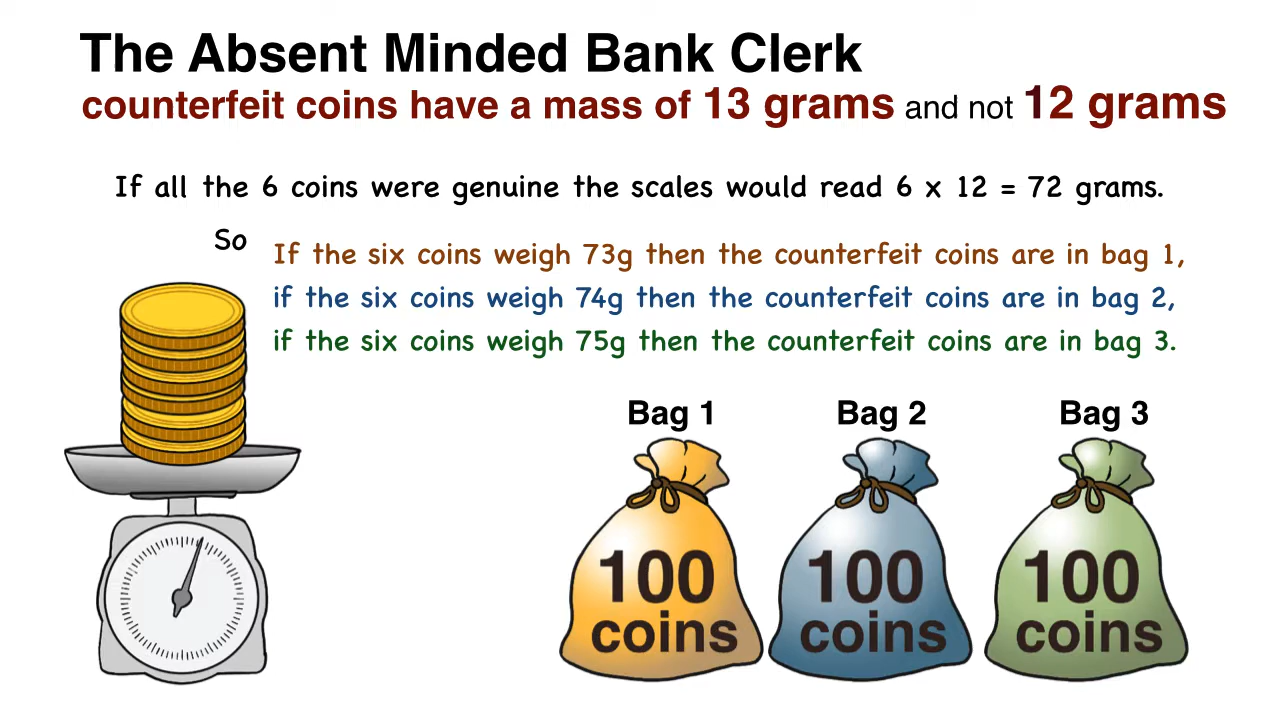 The Absent Minded Bank Clerk
counterfeit coins have a mass of 13 grams and not 12 grams
If all the 6 coins were genuine the scales would read 6 x 12 = 72 grams.
So
If the six coins weigh 73g then the counterfeit coins are in bag 1,
if the six coins weigh 74g then the counterfeit coins are in bag 2,
if the six coins weigh 75g then the counterfeit coins are in bag 3.
Bag 1 Bag 2 Bag 3
100 100 100
coins coins coins